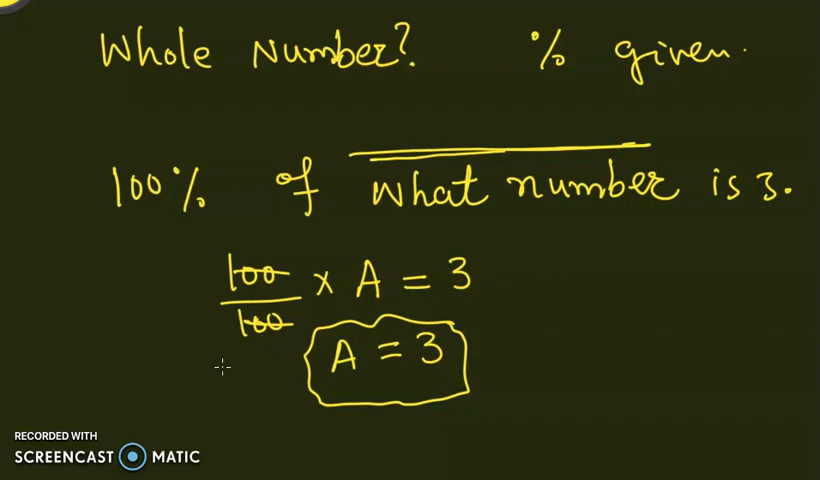 Whole Number? % given.
100% of What number is 3.
100/100 × A = 3
A = 3
RECORDED WITH
SCREENCAST MATIC